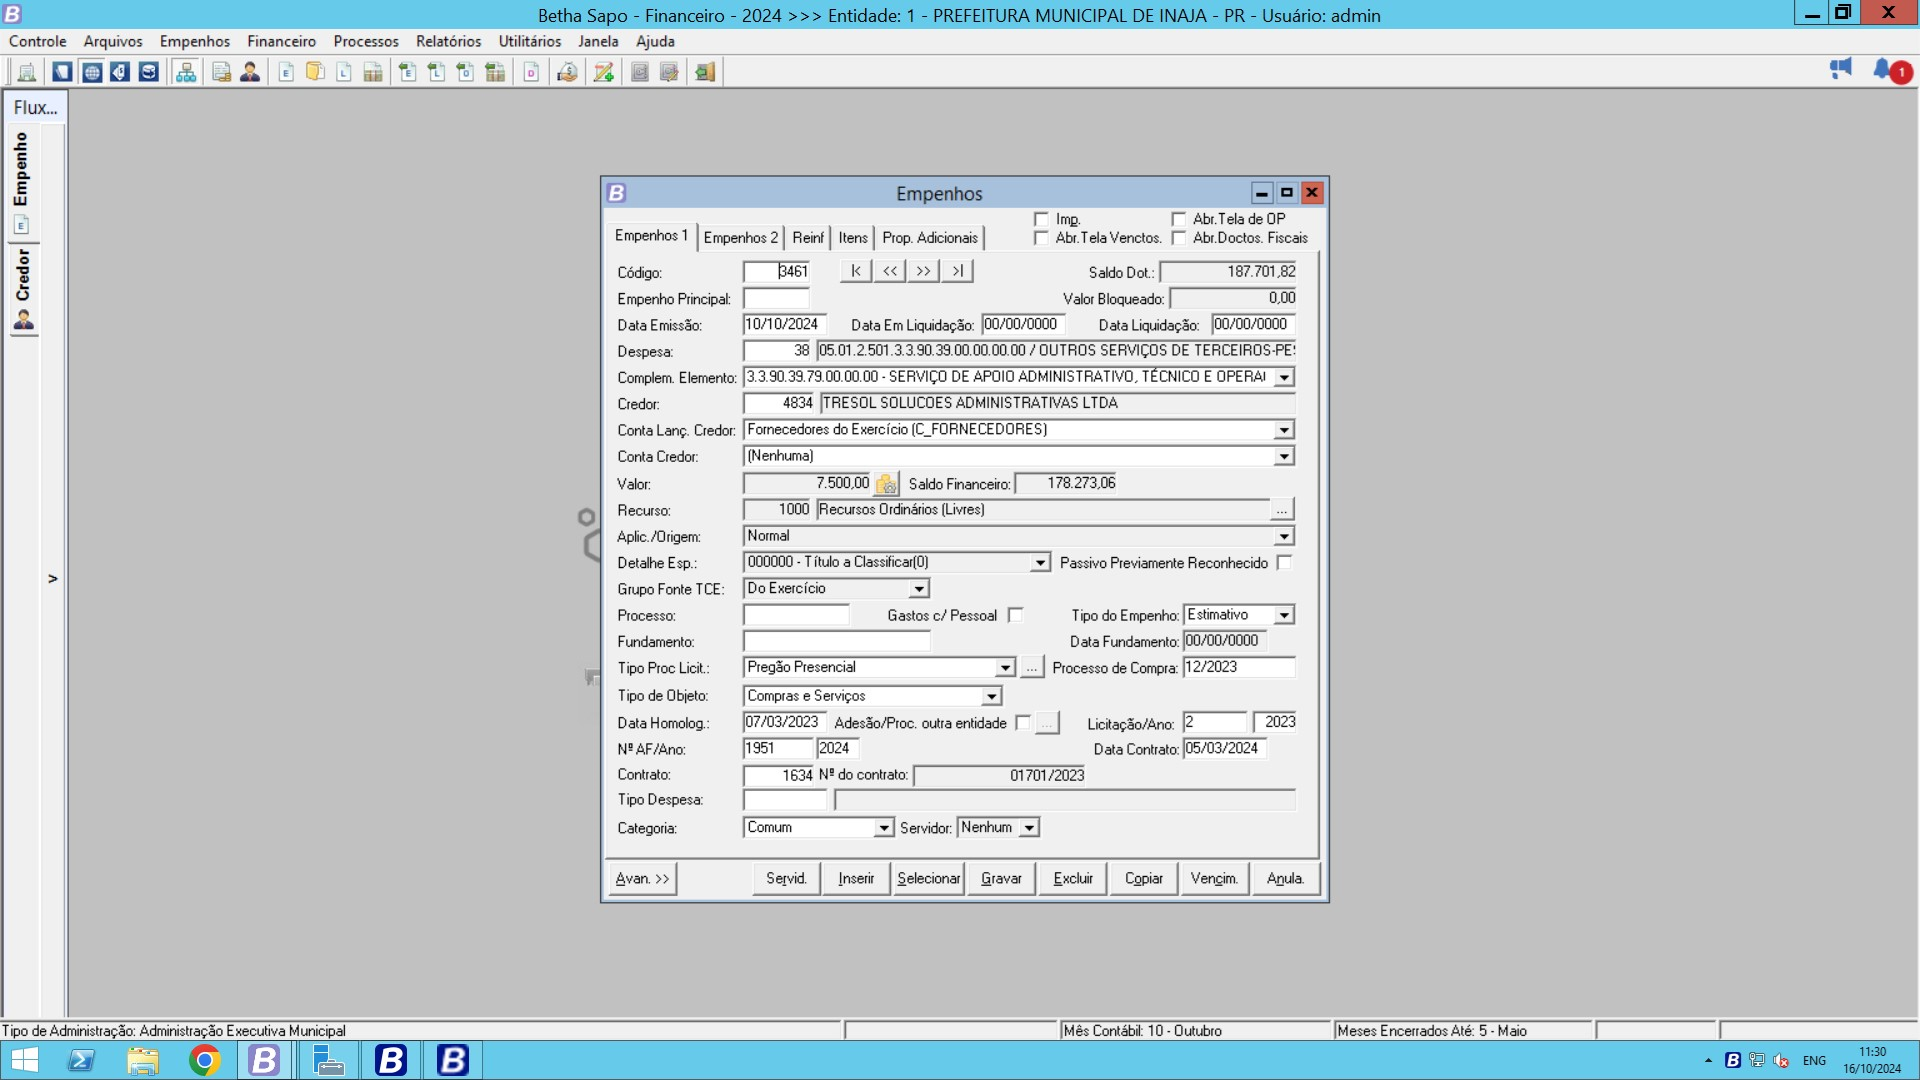 Betha Sapo - Financeiro - 2024 >>> Entidade: 1 - PREFEITURA MUNICIPAL DE INAJA - PR - Usuário: admin
Controle Arquivos Empenhos Financeiro Processos Relatórios Utilitários Janela Ajuda
1
Flux...
Empenho
Credor
>
Empenhos
Imp. Abr.Tela de OP
Empenhos 1 Empenhos 2 Reinf Itens Prop. Adicionais Abr.Tela Venctos. Abr.Doctos. Fiscais
Código: 3461 |< << >> >| Saldo Dot.: 187.701,82
Empenho Principal: Valor Bloqueado: 0,00
Data Emissão: 10/10/2024 Data Em Liquidação: 00/00/0000 Data Liquidação: 00/00/0000
Despesa: 38 05.01.2.501.3.3.90.39.00.00.00.00 / OUTROS SERVIÇOS DE TERCEIROS-PES
Complem. Elemento: 3.3.90.39.79.00.00.00 - SERVIÇO DE APOIO ADMINISTRATIVO, TÉCNICO E OPERA
Credor: 4834 TRESOL SOLUCOES ADMINISTRATIVAS LTDA
Conta Lanç. Credor: Fornecedores do Exercício (C_FORNECEDORES)
Conta Credor: (Nenhuma)
Valor: 7.500,00 Saldo Financeiro: 178.273,06
Recurso: 1000 Recursos Ordinários (Livres) ...
Aplic./Origem: Normal
Detalhe Esp.: 000000 - Título a Classificar(0) Passivo Previamente Reconhecido
Grupo Fonte TCE: Do Exercício
Processo: Gastos c/ Pessoal Tipo do Empenho: Estimativo
Fundamento: Data Fundamento: 00/00/0000
Tipo Proc Licit.: Pregão Presencial ... Processo de Compra: 12/2023
Tipo de Objeto: Compras e Serviços
Data Homolog.: 07/03/2023 Adesão/Proc. outra entidade ... Licitação/Ano: 2 2023
Nº AF/Ano: 1951 2024 Data Contrato: 05/03/2024
Contrato: 1634 Nº do contrato: 01701/2023
Tipo Despesa:
Categoria: Comum Servidor: Nenhum
Avan. >> Servid. Inserir Selecionar Gravar Excluir Copiar Vencim. Anula.
Tipo de Administração: Administração Executiva Municipal Mês Contábil: 10 - Outubro Meses Encerrados Até: 5 - Maio
ENG 11:30
16/10/2024